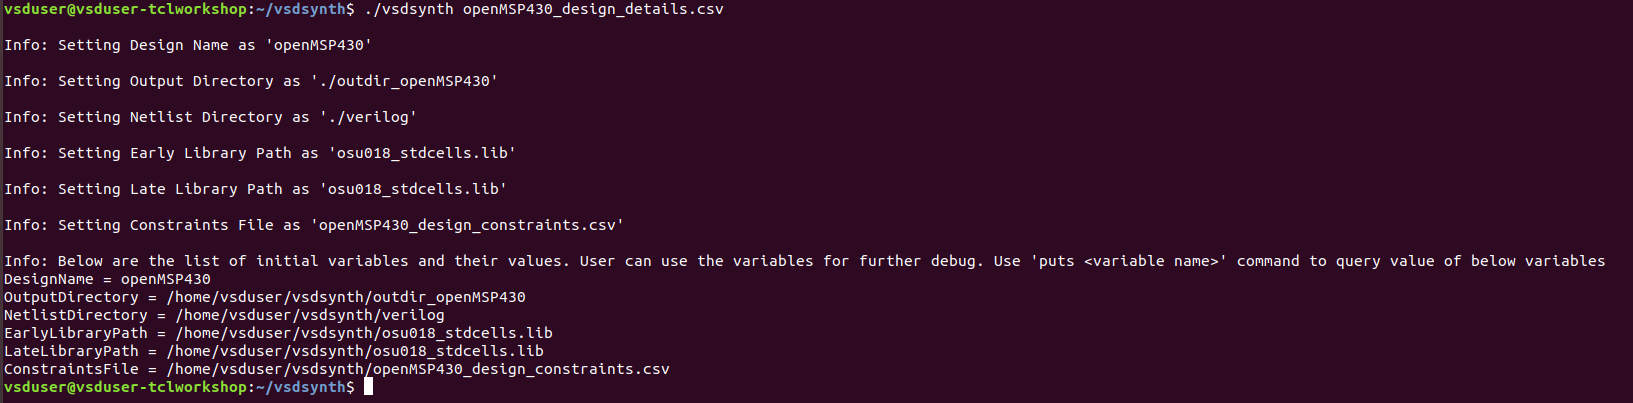 vsduser@vsduser-tclworkshop:~/vsdsynth$ ./vsdsynth openMSP430_design_details.csv
Info: Setting Design Name as 'openMSP430'
Info: Setting Output Directory as './outdir_openMSP430'
Info: Setting Netlist Directory as './verilog'
Info: Setting Early Library Path as 'osu018_stdcells.lib'
Info: Setting Late Library Path as 'osu018_stdcells.lib'
Info: Setting Constraints File as 'openMSP430_design_constraints.csv'
Info: Below are the list of initial variables and their values. User can use the variables for further debug. Use 'puts <variable name>' command to query value of below variables
DesignName = openMSP430
OutputDirectory = /home/vsduser/vsdsynth/outdir_openMSP430
NetlistDirectory = /home/vsduser/vsdsynth/verilog
EarlyLibraryPath = /home/vsduser/vsdsynth/osu018_stdcells.lib
LateLibraryPath = /home/vsduser/vsdsynth/osu018_stdcells.lib
ConstraintsFile = /home/vsduser/vsdsynth/openMSP430_design_constraints.csv
vsduser@vsduser-tclworkshop:~/vsdsynth$